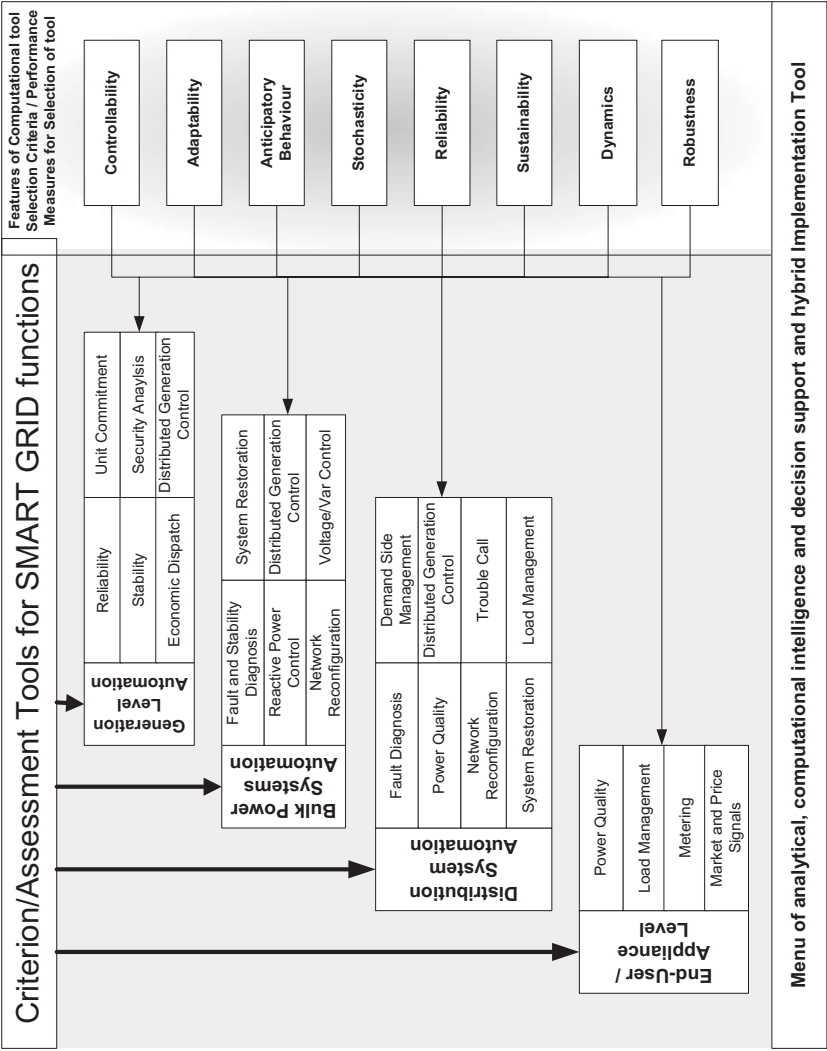 Criterion/Assessment Tools for SMART GRID functions
Features of Computational tool
Selection Criteria / Performance
Measures for Selection of tool
Generation
Level
Automation
Reliability
Unit Commitment
Stability
Security Anaylsis
Economic Dispatch
Distributed Generation
Control
Bulk Power
Systems
Automation
Fault and Stability
Diagnosis
System Restoration
Reactive Power
Control
Distributed Generation
Control
Network
Reconfiguration
Voltage/Var Control
Distribution
System
Automation
Fault Diagnosis
Demand Side
Management
Power Quality
Distributed Generation
Control
Network
Reconfiguration
Trouble Call
System Restoration
Load Management
End-User
Appliance /
Level
Power Quality
Load Management
Metering
Market and Price
Signals
Controllability
Adaptability
Anticipatory
Behaviour
Stochasticity
Reliability
Sustainability
Dynamics
Robustness
Menu of analytical, computational intelligence and decision support and hybrid Implementation Tool